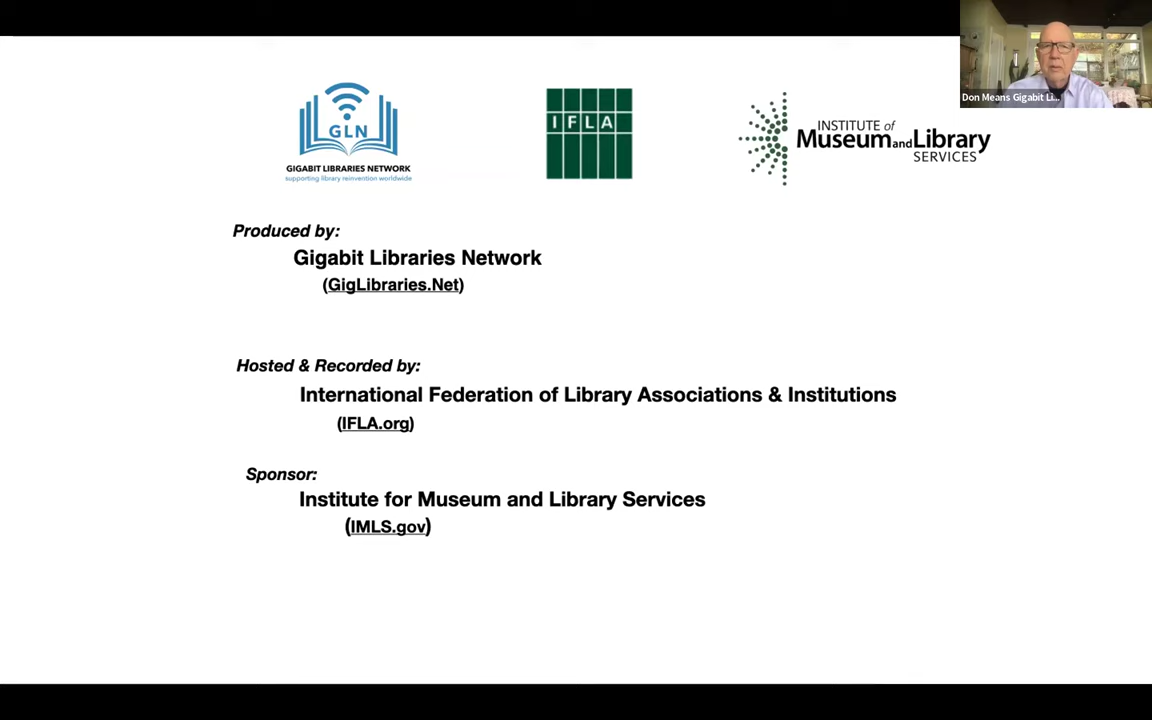 Don Means Gigabit Li...
GLN
GIGABIT LIBRARIES NETWORK
supporting library reinvention worldwide
IFLA
INSTITUTE of
Museum and Library
SERVICES
Produced by:
Gigabit Libraries Network
(GigLibraries.Net)
Hosted & Recorded by:
International Federation of Library Associations & Institutions
(IFLA.org)
Sponsor:
Institute for Museum and Library Services
(IMLS.gov)